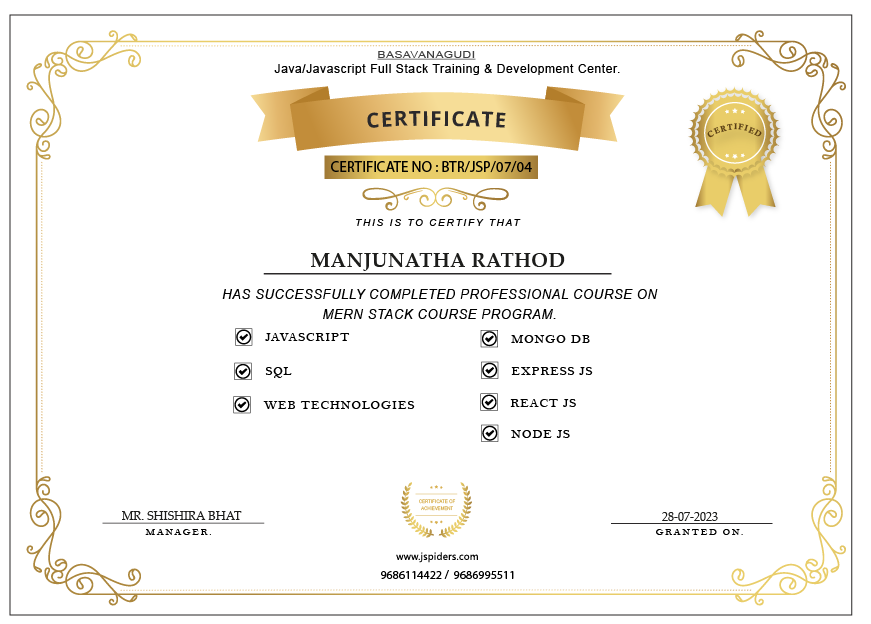 BASAVANAGUDI
Java/Javascript Full Stack Training & Development Center.
CERTIFICATE
CERTIFIED
CERTIFICATE NO : BTR/JSP/07/04
THIS IS TO CERTIFY THAT
MANJUNATHA RATHOD
HAS SUCCESSFULLY COMPLETED PROFESSIONAL COURSE ON
MERN STACK COURSE PROGRAM.
JAVASCRIPT
SQL
WEB TECHNOLOGIES
MONGO DB
EXPRESS JS
REACT JS
NODE JS
MR. SHISHIRA BHAT
MANAGER.
CERTIFICATE OF
ACHIEVEMENT
28-07-2023
GRANTED ON.
www.jspiders.com
9686114422 / 9686995511